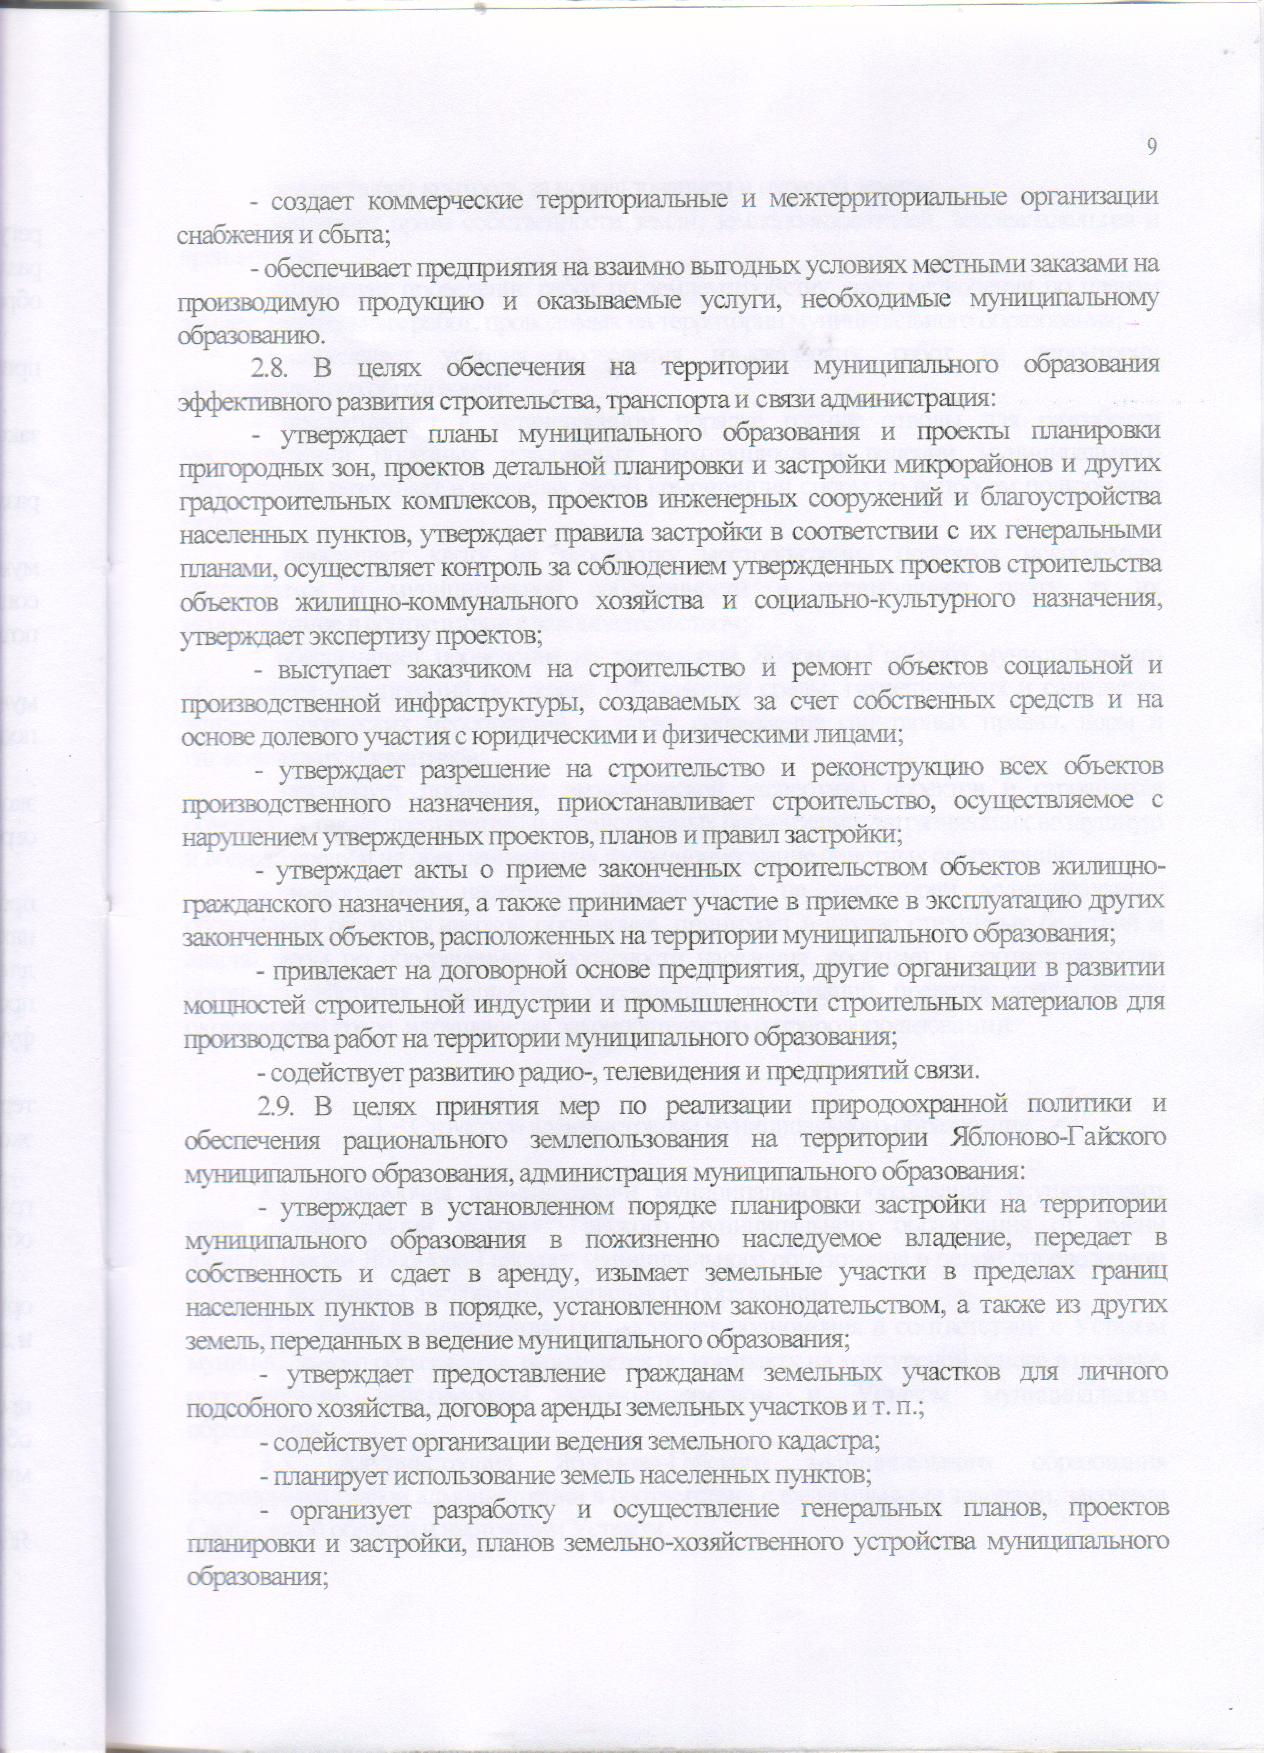 9
- создает коммерческие территориальные и межтерриториальные организации
снабжения и сбыта;
- обеспечивает предприятия на взаимно выгодных условиях местными заказами на
производимую продукцию и оказываемые услуги, необходимые муниципальному
образованию.
2.8. В целях обеспечения на территории муниципального образования
эффективного развития строительства, транспорта и связи администрация:
- утверждает планы муниципального образования и проекты планировки
пригородных зон, проектов детальной планировки и застройки микрорайонов и других
градостроительных комплексов, проектов инженерных сооружений и благоустройства
населенных пунктов, утверждает правила застройки в соответствии с их генеральными
планами, осуществляет контроль за соблюдением утвержденных проектов строительства
объектов жилищно-коммунального хозяйства и социально-культурного назначения,
утверждает экспертизу проектов;
- выступает заказчиком на строительство и ремонт объектов социальной и
производственной инфраструктуры, создаваемых за счет собственных средств и на
основе долевого участия с юридическими и физическими лицами;
- утверждает разрешение на строительство и реконструкцию всех объектов
производственного назначения, приостанавливает строительство, осуществляемое с
нарушением утвержденных проектов, планов и правил застройки;
- утверждает акты о приеме законченных строительством объектов жилищно-
гражданского назначения, а также принимает участие в приемке в эксплуатацию других
законченных объектов, расположенных на территории муниципального образования;
- привлекает на договорной основе предприятия, другие организации в развитии
мощностей строительной индустрии и промышленности строительных материалов для
производства работ на территории муниципального образования;
- содействует развитию радио-, телевидения и предприятий связи.
2.9. В целях принятия мер по реализации природоохранной политики и
обеспечения рационального землепользования на территории Яблоново-Гайского
муниципального образования, администрация муниципального образования:
- утверждает в установленном порядке планировки застройки на территории
муниципального образования в пожизненно наследуемое владение, передает в
собственность и сдает в аренду, изымает земельные участки в пределах границ
населенных пунктов в порядке, установленном законодательством, а также из других
земель, переданных в ведение муниципального образования;
- утверждает предоставление гражданам земельных участков для личного
подсобного хозяйства, договора аренды земельных участков и т. п.;
- содействует организации ведения земельного кадастра;
- планирует использование земель населенных пунктов;
- организует разработку и осуществление генеральных планов, проектов
планировки и застройки, планов земельно-хозяйственного устройства муниципального
образования;